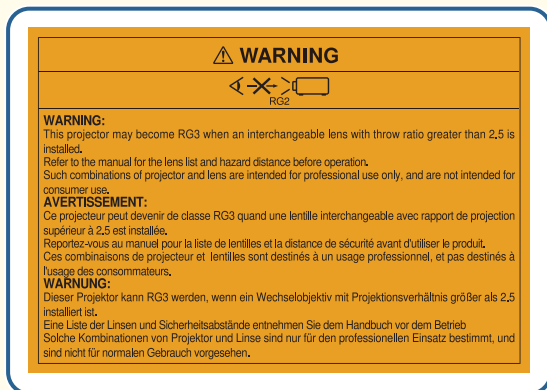 ⚠ WARNING
RG2
WARNING:
This projector may become RG3 when an interchangeable lens with throw ratio greater than 2.5 is
installed.
Refer to the manual for the lens list and hazard distance before operation.
Such combinations of projector and lens are intended for professional use only, and are not intended for
consumer use.
AVERTISSEMENT:
Ce projecteur peut devenir de classe RG3 quand une lentille interchangeable avec rapport de projection
supérieur à 2.5 est installée.
Reportez-vous au manuel pour la liste de lentilles et la distance de sécurité avant d'utiliser le produit.
Ces combinaisons de projecteur et lentilles sont destinés à un usage professionnel, et pas destinés à
l'usage des consommateurs.
WARNUNG:
Dieser Projektor kann RG3 werden, wenn ein Wechselobjektiv mit Projektionsverhältnis größer als 2.5
installiert ist.
Eine Liste der Linsen und Sicherheitsabstände entnehmen Sie dem Handbuch vor dem Betrieb
Solche Kombinationen von Projektor und Linse sind nur für den professionellen Einsatz bestimmt, und
sind nicht für normalen Gebrauch vorgesehen.